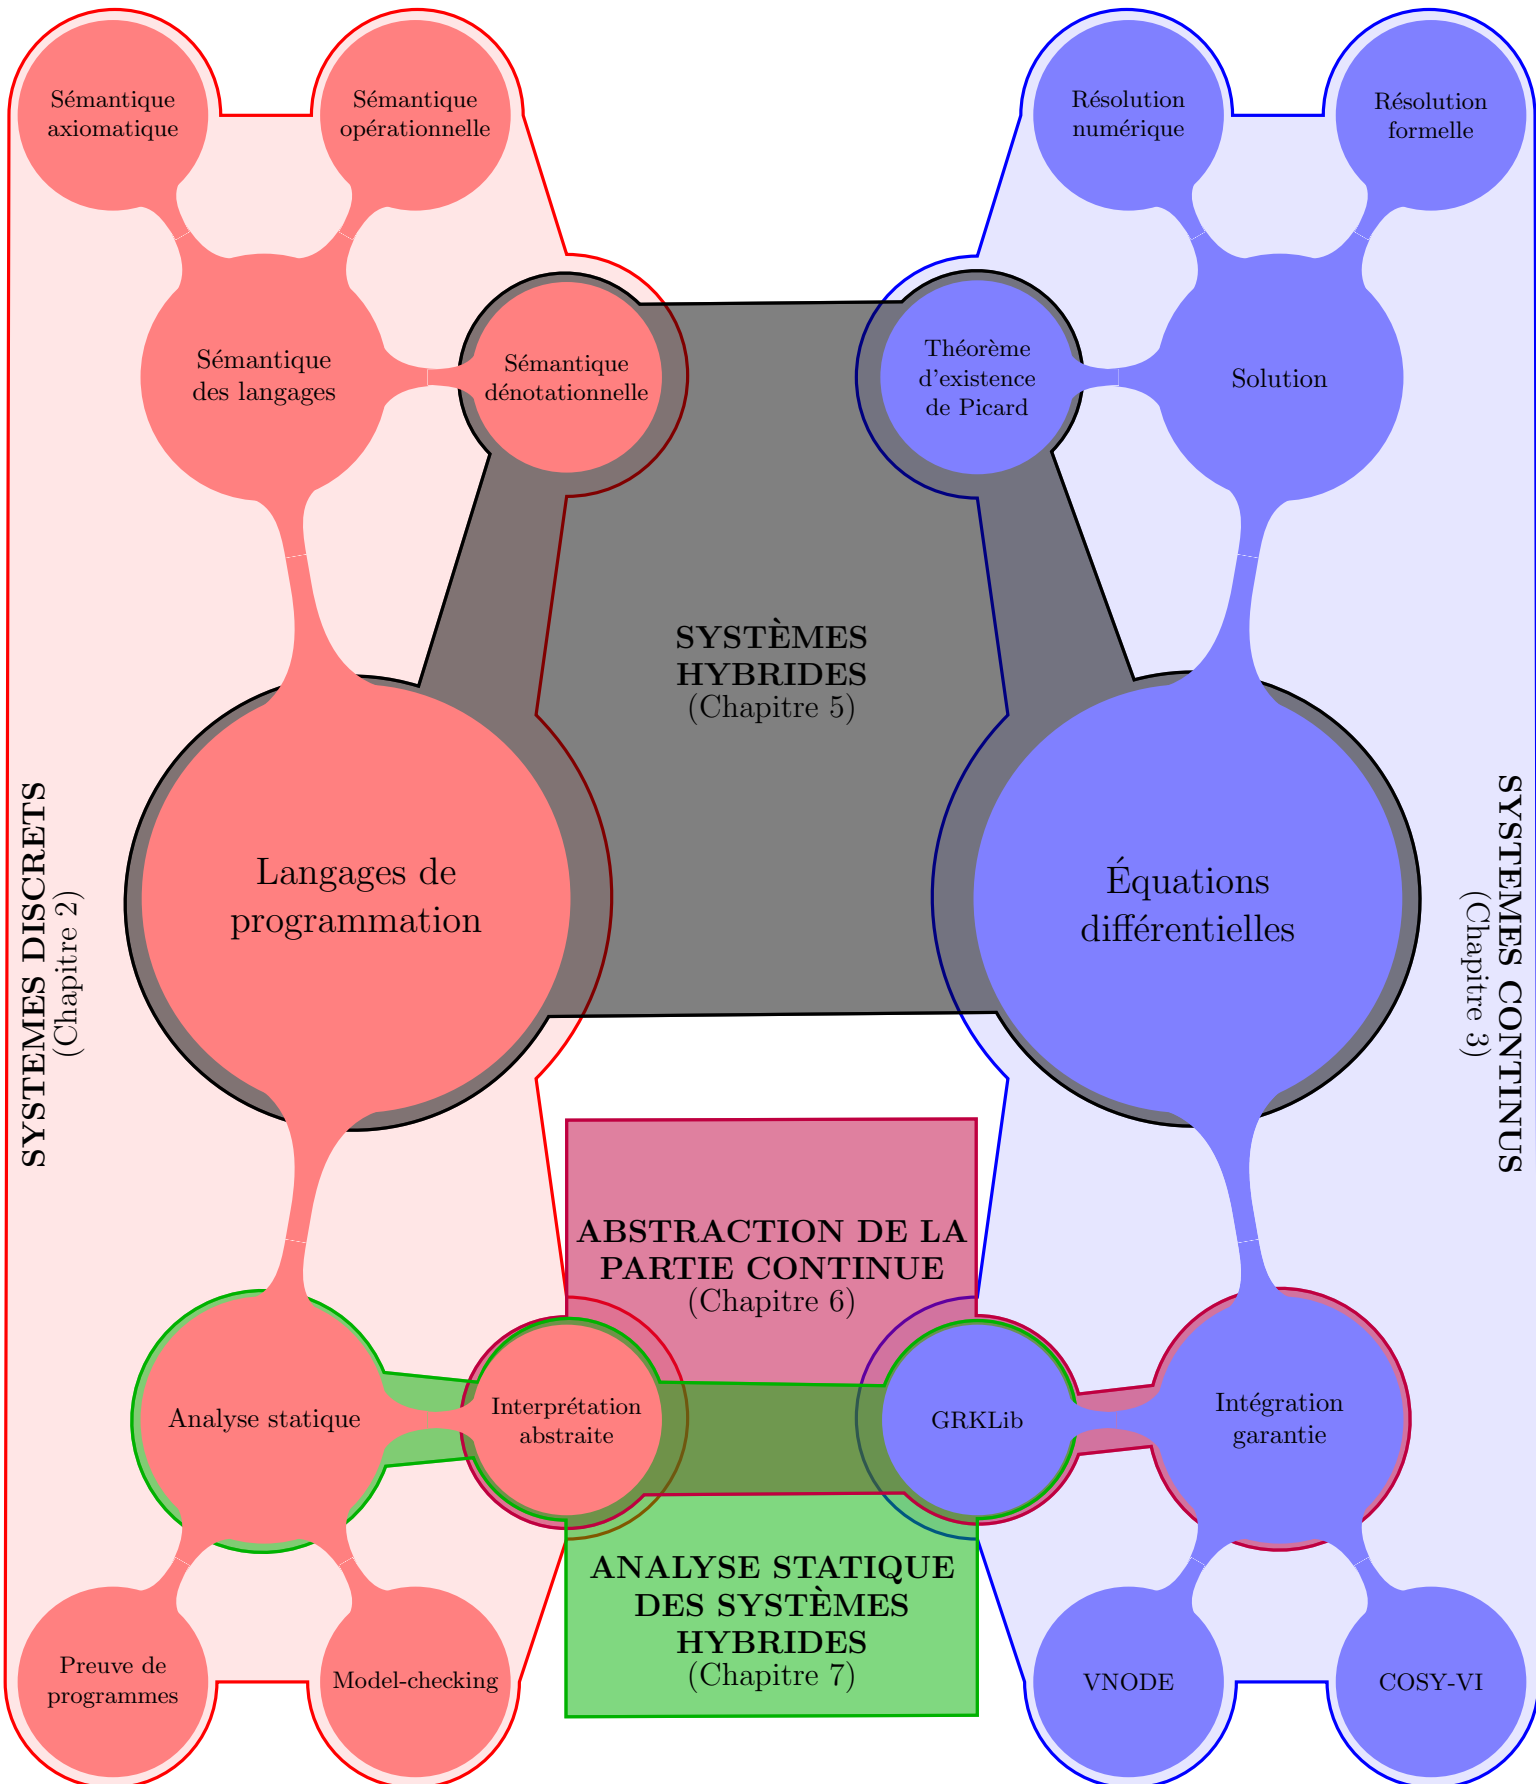 Sémantique
axiomatique
Sémantique
opérationnelle
Résolution
numérique
Résolution
formelle
Sémantique
des langages
Sémantique
dénotationnelle
Théorème
d'existence
de Picard
Solution
SYSTÈMES
HYBRIDES
(Chapitre 5)
SYSTEMES DISCRETS
(Chapitre 2)
Langages de
programmation
Équations
différentielles
SYSTEMES CONTINUS
(Chapitre 3)
ABSTRACTION DE LA
PARTIE CONTINUE
(Chapitre 6)
Analyse statique
Interprétation
abstraite
GRKLib
Intégration
garantie
ANALYSE STATIQUE
DES SYSTÈMES
HYBRIDES
(Chapitre 7)
Preuve de
programmes
Model-checking
VNODE
COSY-VI